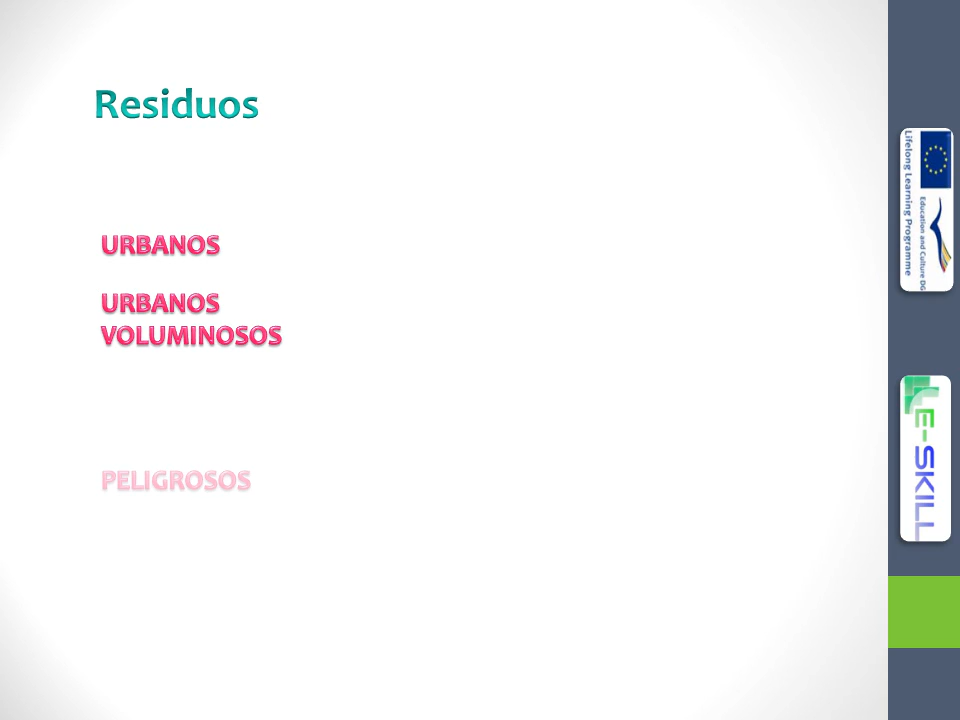 Residuos
URBANOS
URBANOS
VOLUMINOSOS
PELIGROSOS
Lifelong Learning Programme
Education and Culture DG
E-SKILL